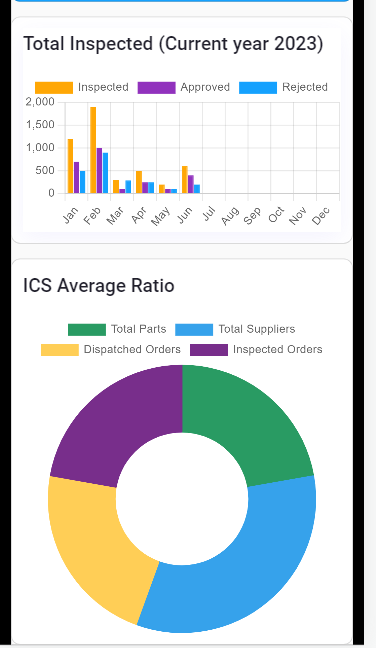 Total Inspected (Current year 2023)
Inspected Approved Rejected
2,000
1,500
1,000
500
0
Jan Feb Mar Apr May Jun Jul Aug Sep Oct Nov Dec
ICS Average Ratio
Total Parts Total Suppliers
Dispatched Orders Inspected Orders